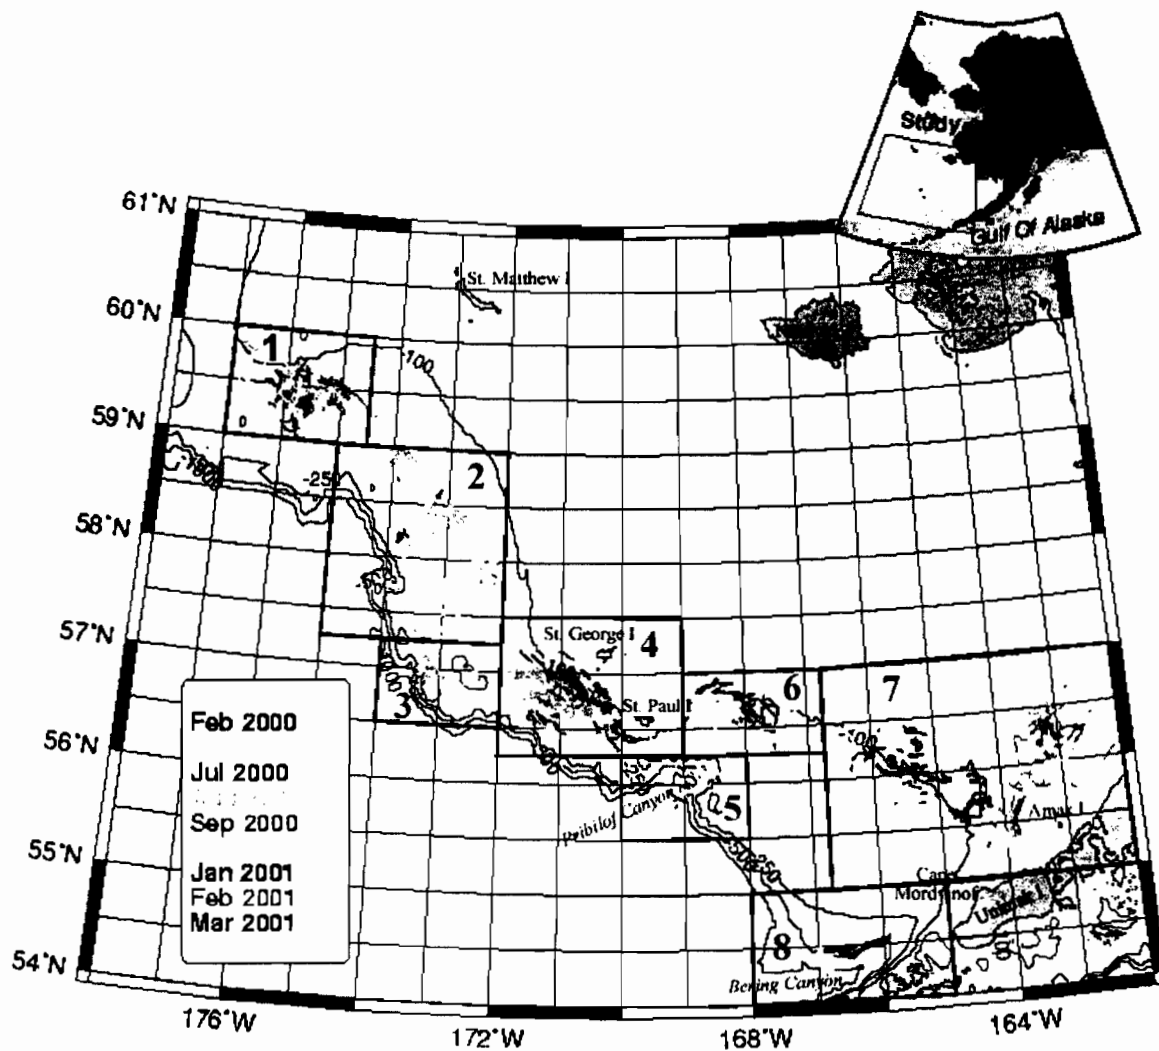 Study
Gulf Of Alaska
61°N
St. Matthew I
60°N
1
-100
59°N
2
-250
58°N
57°N
St. George I
4
St. Paul I
6
7
-100
3
Feb 2000
56°N
Jul 2000
5
Pribilof Canyon
Amak I
Sep 2000
-250
55°N
Jan 2001
Cape
Feb 2001
Mordvinof
Unimak I
Mar 2001
8
54°N
Bering Canyon
176°W
172°W
168°W
164°W